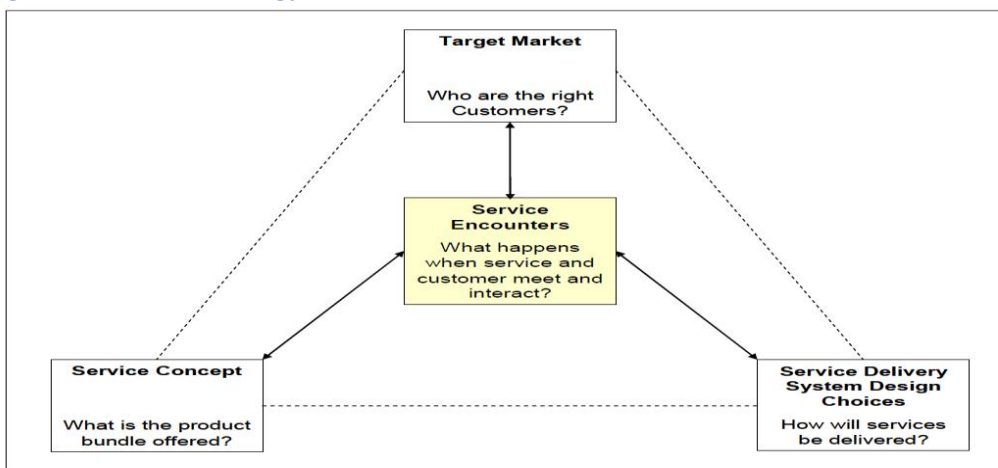 Target Market
Who are the right
Customers?
Service
Encounters
What happens
when service and
customer meet and
interact?
Service Concept
What is the product
bundle offered?
Service Delivery
System Design
Choices
How will services
be delivered?